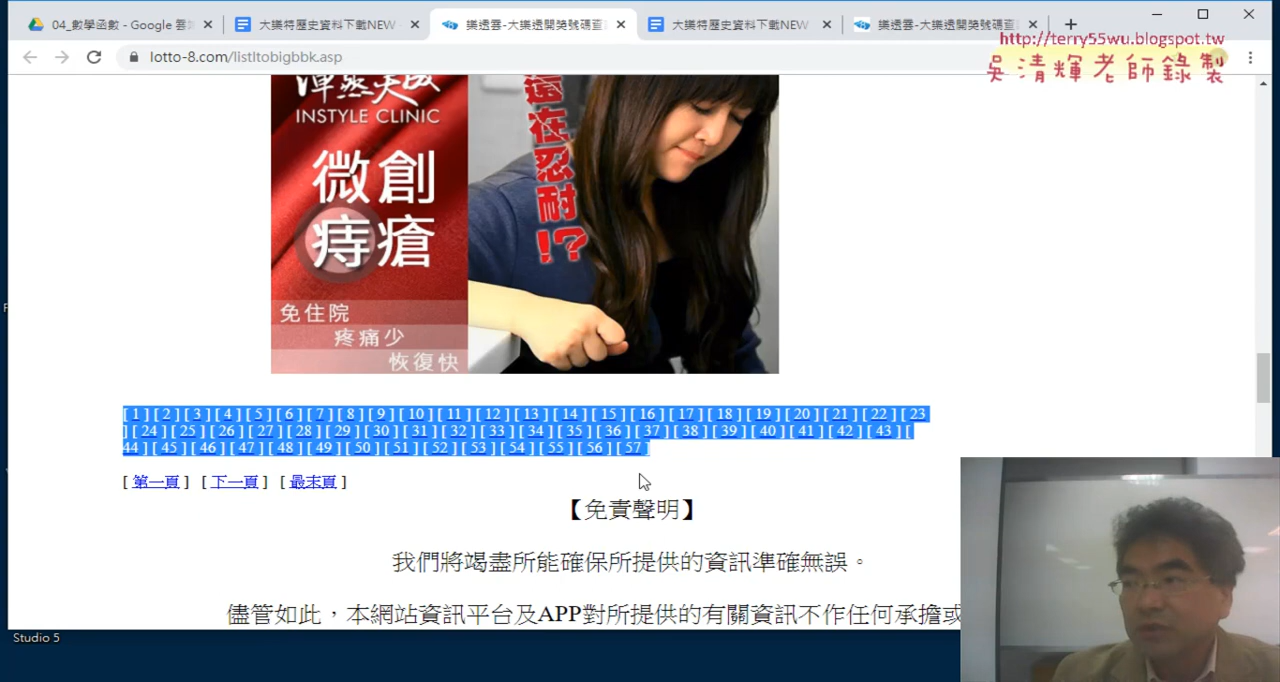 04_數學函數 - Google 雲端
大樂特歷史資料下載NEW -
樂透雲-大樂透開獎號碼查詢
大樂特歷史資料下載NEW
樂透雲-大樂透開獎號碼查詢
http://terry55wu.blogspot.tw
lotto-8.com/listltobigbbk.asp
吳清輝老師錄製
INSTYLE CLINIC
還在忍耐!?
微創
痔瘡
免住院
疼痛少
恢復快
[ 1 ] [ 2 ] [ 3 ] [ 4 ] [ 5 ] [ 6 ] [ 7 ] [ 8 ] [ 9 ] [ 10 ] [ 11 ] [ 12 ] [ 13 ] [ 14 ] [ 15 ] [ 16 ] [ 17 ] [ 18 ] [ 19 ] [ 20 ] [ 21 ] [ 22 ] [ 23
] [ 24 ] [ 25 ] [ 26 ] [ 27 ] [ 28 ] [ 29 ] [ 30 ] [ 31 ] [ 32 ] [ 33 ] [ 34 ] [ 35 ] [ 36 ] [ 37 ] [ 38 ] [ 39 ] [ 40 ] [ 41 ] [ 42 ] [ 43 ] [
44 ] [ 45 ] [ 46 ] [ 47 ] [ 48 ] [ 49 ] [ 50 ] [ 51 ] [ 52 ] [ 53 ] [ 54 ] [ 55 ] [ 56 ] [ 57 ]
[ 第一頁 ] [ 下一頁 ] [ 最末頁 ]
【免責聲明】
我們將竭盡所能確保所提供的資訊準確無誤。
儘管如此，本網站資訊平台及APP對所提供的有關資訊不作任何承擔或
Studio 5